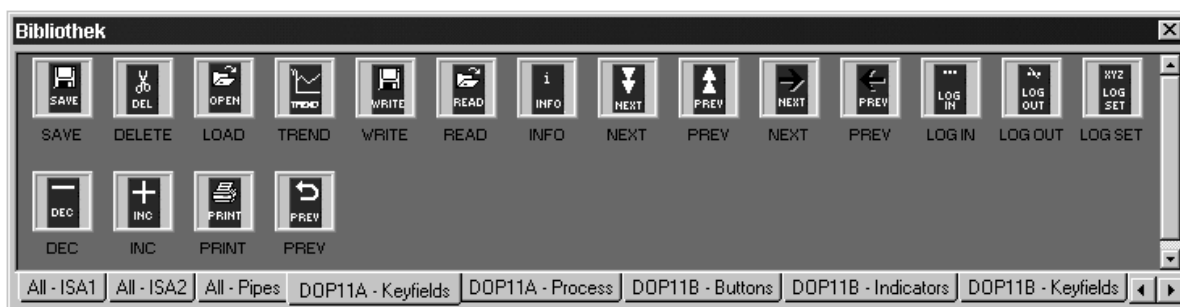 Bibliothek
SAVE DEL OPEN TREND WRITE READ i INFO NEXT PREV NEXT PREV LOG IN LOG OUT XYZ LOG SET
SAVE DELETE LOAD TREND WRITE READ INFO NEXT PREV NEXT PREV LOG IN LOG OUT LOG SET
DEC INC PRINT PREV
DEC INC PRINT PREV
All - ISA1 All - ISA2 All - Pipes DOP11A - Keyfields DOP11A - Process DOP11B - Buttons DOP11B - Indicators DOP11B - Keyfields